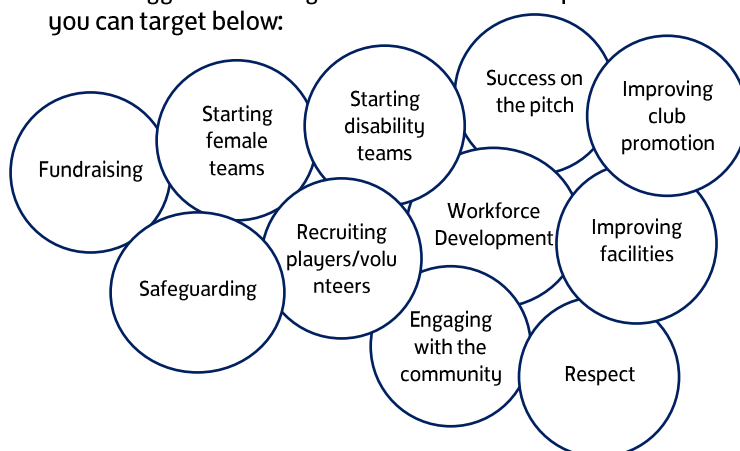 you can target below:
Success on
the pitch
Improving
club
promotion
Starting
female
teams
Starting
disability
teams
Fundraising
Workforce
Development
Improving
facilities
Recruiting
players/volu
nteers
Safeguarding
Engaging
with the
community
Respect